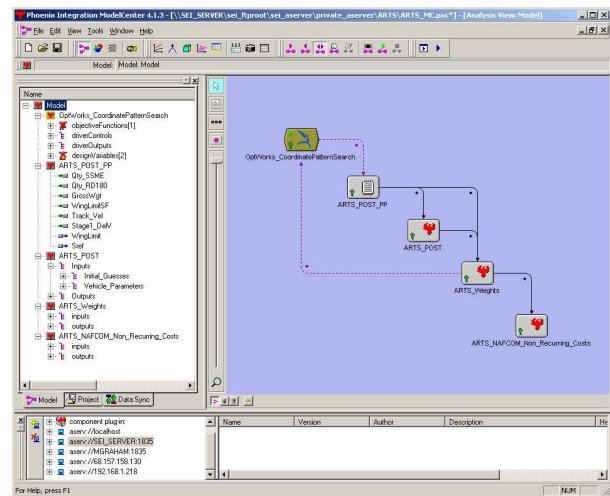 Phoenix Integration ModelCenter 4.1.3 - [\\SEI_SERVER\sei_ftproot\sei_aserver\private_aserver\ARTS\ARTS_MC.pxc*] - [Analysis View: Model]
File Edit View Tools Window Help
Model: Model: Model
Name
Model
OptWorks_CoordinatePatternSearch
objectiveFunctions[1]
driverControls
driverOutputs
designVariables[2]
ARTS_POST_PP
Qty_SSME
Qty_RD180
GrossWgt
WingLimitSF
Track_Vel
Stage1_DelV
WingLimit
Sref
ARTS_POST
Inputs
Initial_Guesses
Vehicle_Parameters
Outputs
ARTS_Weights
inputs
outputs
ARTS_NAFCOM_Non_Recurring_Costs
inputs
outputs
Model Project Data Sync
OptWorks_CoordinatePatternSearch
ARTS_POST_PP
ARTS_POST
ARTS_Weights
ARTS_NAFCOM_Non_Recurring_Costs
component plug-in:
aserv://localhost
aserv://SEI_SERVER:1835
aserv://MGRAHAM:1835
aserv://68.157.158.130
aserv://192.168.1.218
Name Version Author Description He
For Help, press F1
NUM